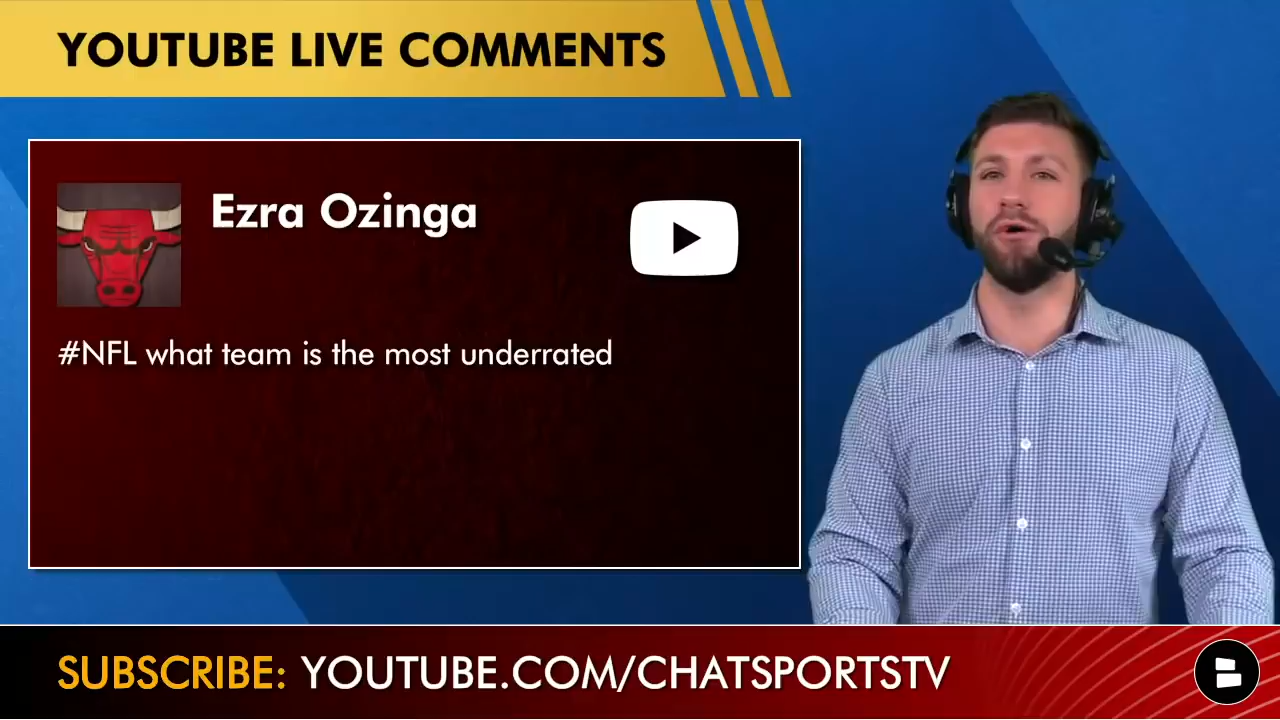 YOUTUBE LIVE COMMENTS
Ezra Ozinga
#NFL what team is the most underrated
SUBSCRIBE: YOUTUBE.COM/CHATSPORTSTV